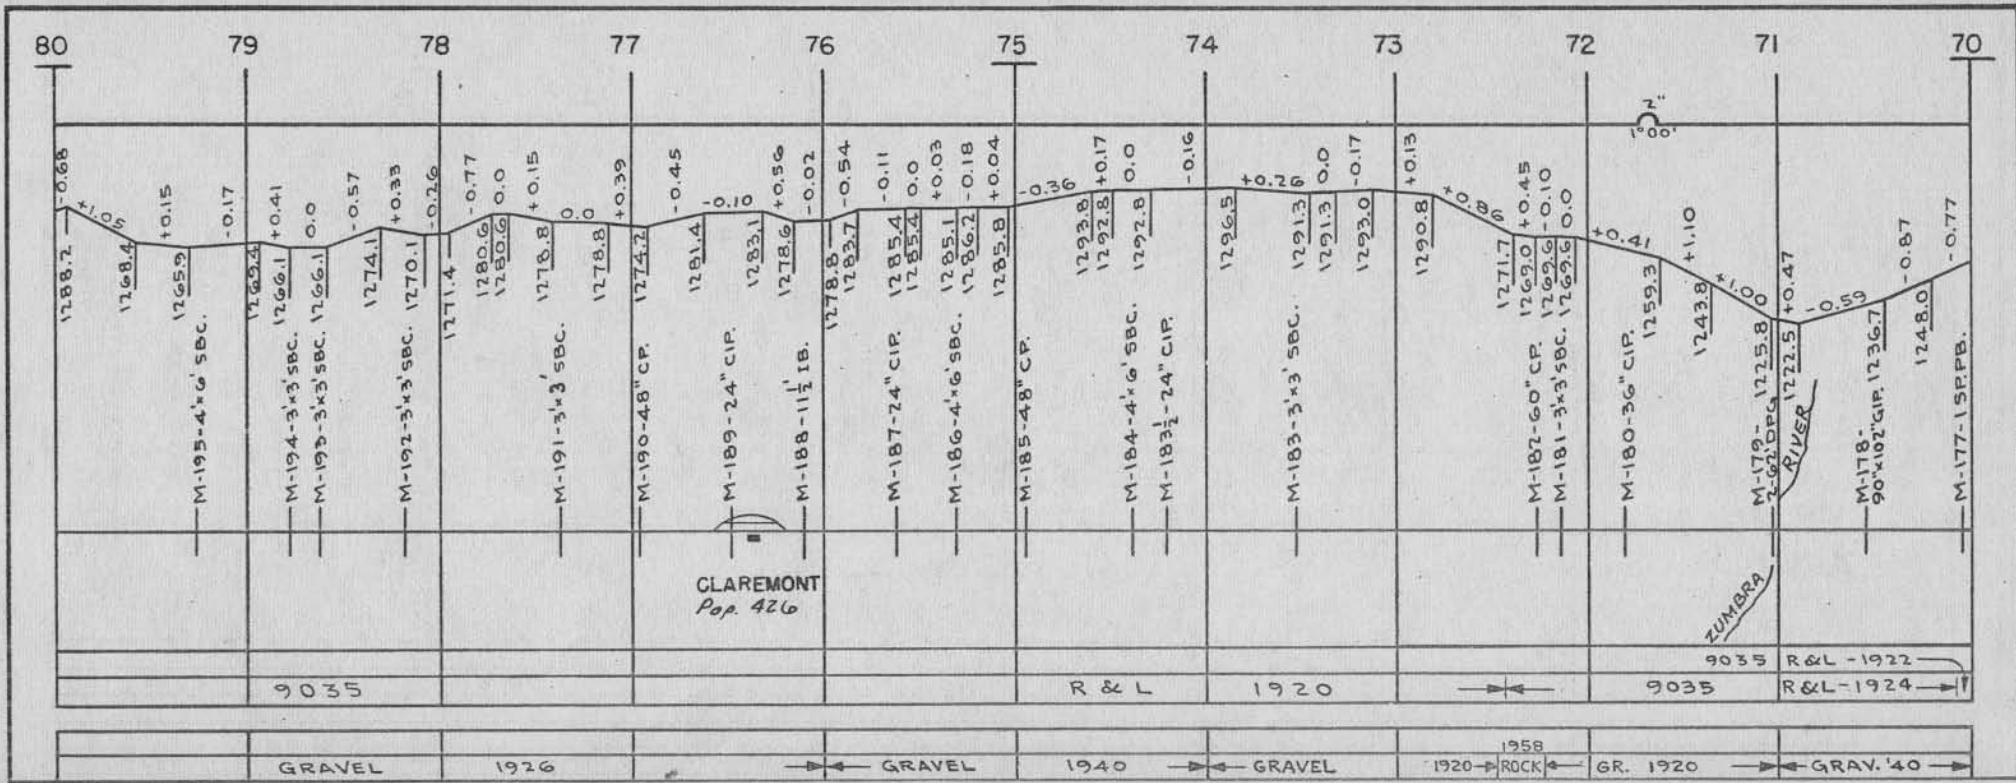 80 79 78 77 76 75 74 73 72 71 70
2"
1°00'
-0.68 +1.05 +0.15 -0.17 +0.41 0.0 -0.57 +0.33 -0.26 -0.77 0.0 +0.15 0.0 +0.39 -0.45 -0.10 +0.56 -0.02 -0.54 -0.11 0.0 +0.03 -0.18 +0.04 -0.36 +0.17 0.0 -0.16 +0.26 0.0 -0.17 +0.13 +0.86 +0.45 -0.10 0.0 +0.41 +1.10 +1.00 +0.47 -0.59 -0.87 -0.77
1288.2 1268.4 1265.9 1269.4 1266.1 1266.1 1274.1 1270.1 1271.4 1280.6 1280.6 1278.8 1278.8 1274.2 1281.4 1283.1 1278.6 1278.8 1283.7 1285.4 1285.4 1285.1 1286.2 1285.8 1293.8 1292.8 1292.8 1296.5 1291.3 1291.3 1293.0 1290.8 1271.7 1269.0 1269.6 1269.6 1259.3 1243.8 1225.8 1222.5 1236.7 1248.0
M-195-4'x6' SBC.
M-194-3'x3' SBC.
M-193-3'x3' SBC.
M-192-3'x3' SBC.
M-191-3'x3' SBC.
M-190-48" CP.
M-189-24" CIP.
M-188-11½ IB.
M-187-24" CIP.
M-186-4'x6' SBC.
M-185-48" CP.
M-184-4'x6' SBC.
M-183½-24" CIP.
M-183-3'x3' SBC.
M-182-60" CP.
M-181-3'x3' SBC.
M-180-36" CIP.
M-179-
2-62' DPG
M-178-
90"x102" GIP.
M-177-1 SP.PB.
RIVER
ZUMBRA
CLAREMONT
Pop. 426
9035 R&L -1922
9035 R & L 1920 9035 R&L-1924
1958
GRAVEL 1926 GRAVEL 1940 GRAVEL 1920 ROCK GR. 1920 GRAV. '40